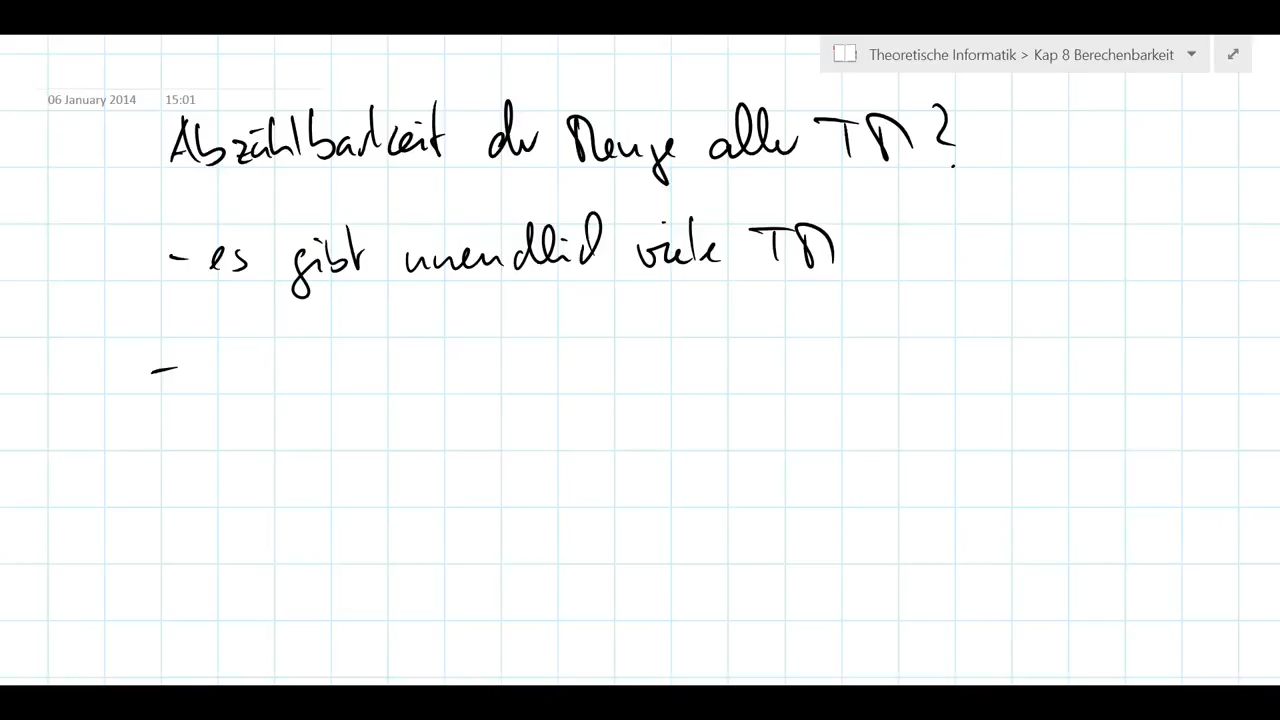 Theoretische Informatik > Kap 8 Berechenbarkeit
06 January 2014 15:01
Abzählbarkeit der Menge aller TM?
- es gibt unendlich viele TM
-